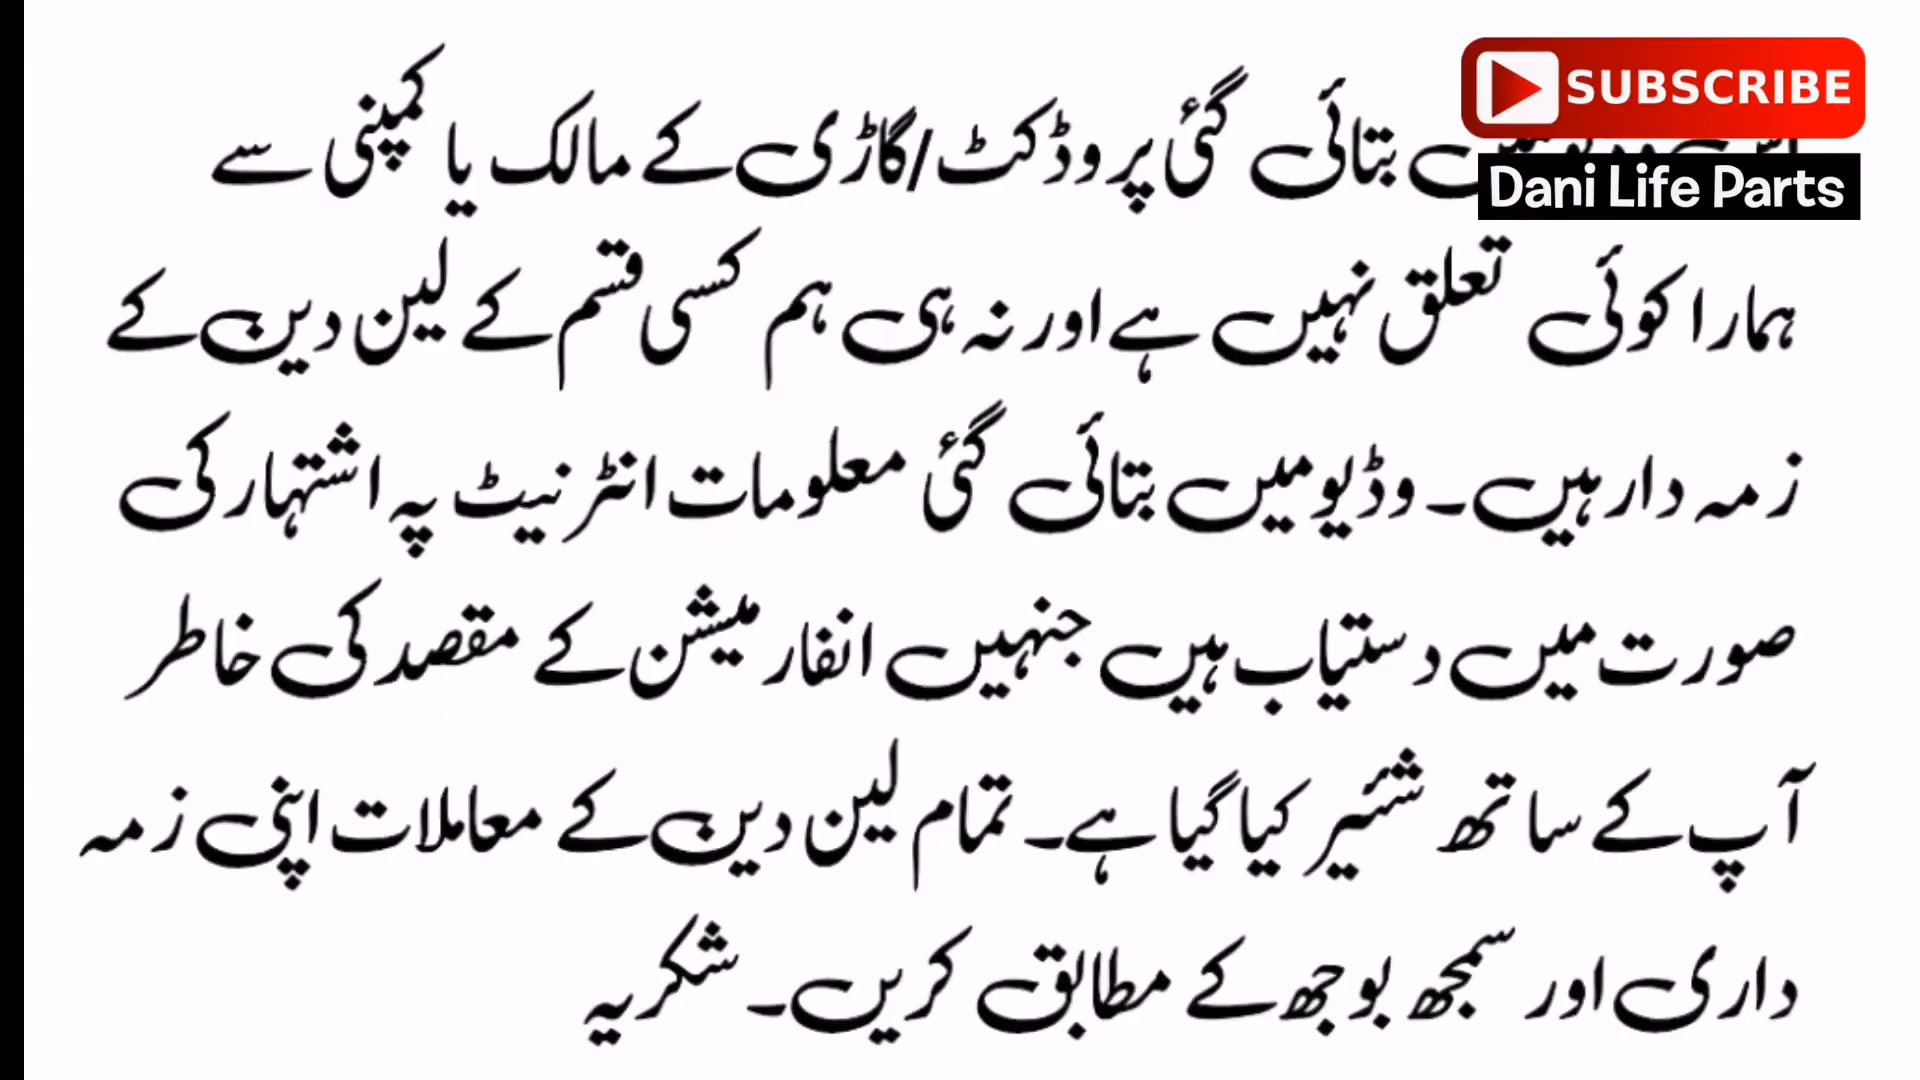 SUBSCRIBE
Dani Life Parts
بتائی گئی پروڈکٹ/گاڑی کے مالک یا کمپنی سے
ہمارا کوئی تعلق نہیں ہے اور نہ ہی ہم کسی قسم کے لین دین کے
زمہ دار ہیں۔ وڈیو میں بتائی گئی معلومات انٹرنیٹ پہ اشتہار کی
صورت میں دستیاب ہیں جنہیں انفارمیشن کے مقصد کی خاطر
آپ کے ساتھ شئیر کیا گیا ہے۔ تمام لین دین کے معاملات اپنی زمہ
داری اور سمجھ بوجھ کے مطابق کریں۔ شکریہ